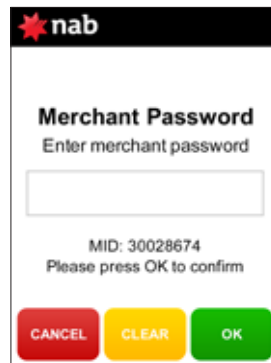 nab
Merchant Password
Enter merchant password
MID: 30028674
Please press OK to confirm
CANCEL CLEAR OK